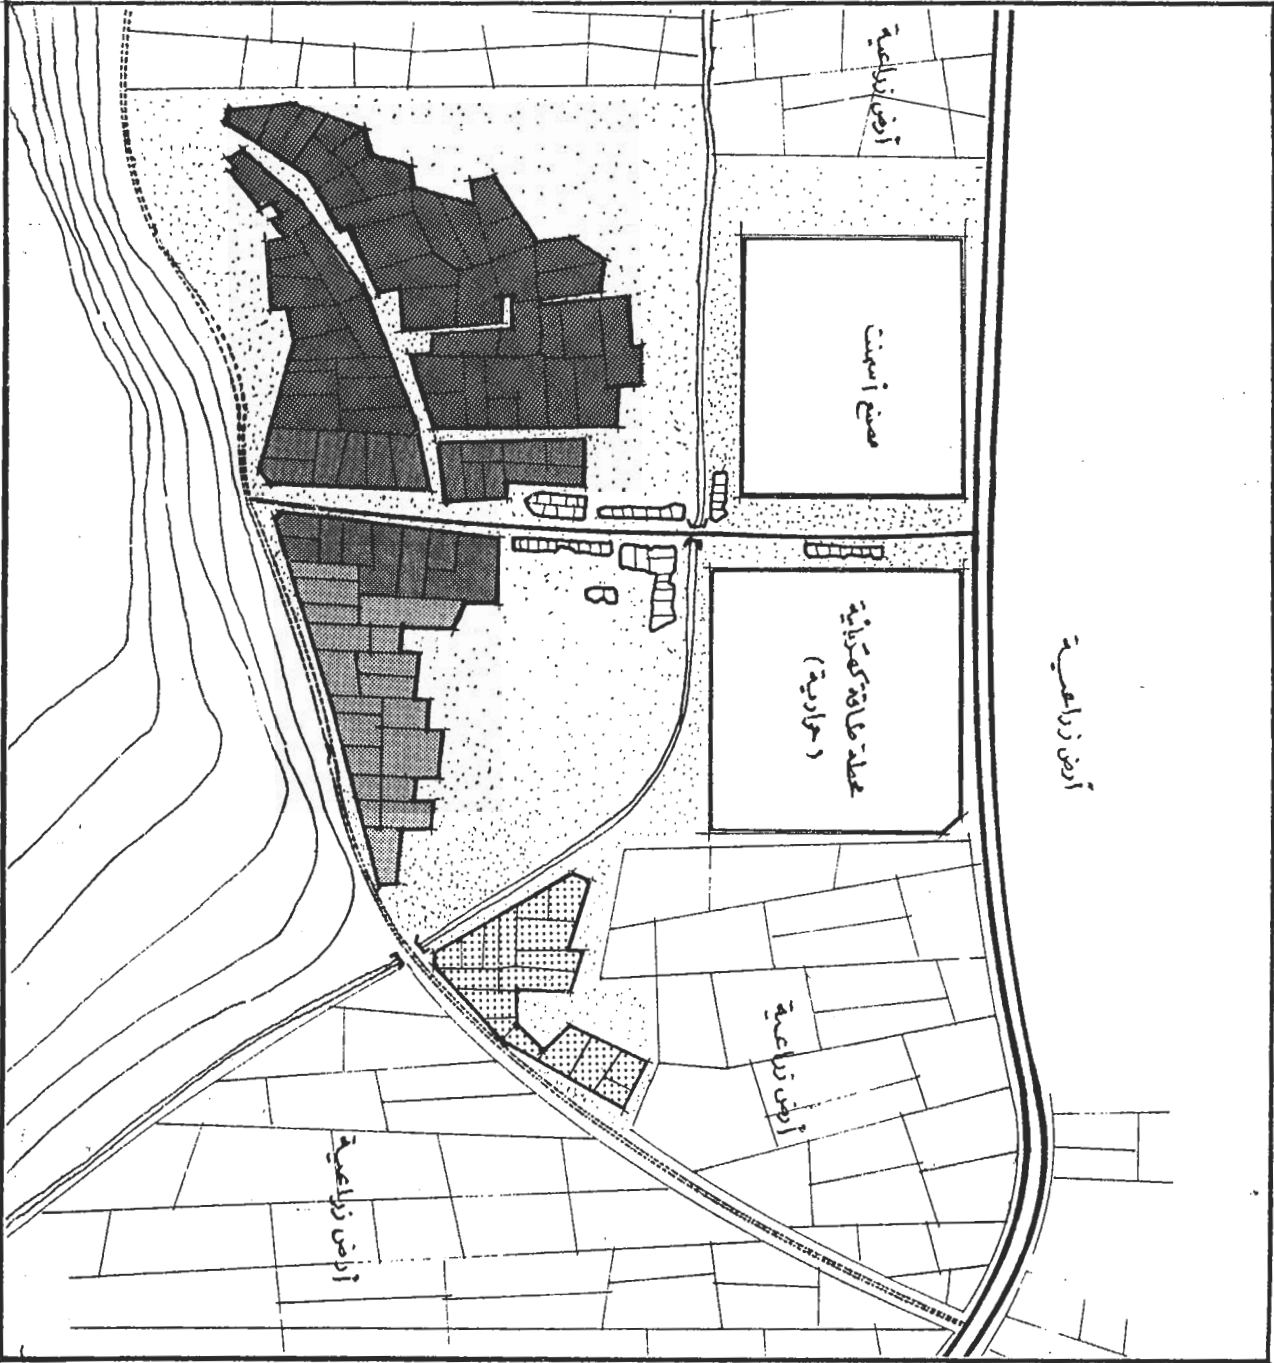 أرض زراعية
مصنع أسمنت
محطة طاقة كهربائية
(حرارية)
أرض زراعية
أرض زراعية
أرض زراعية